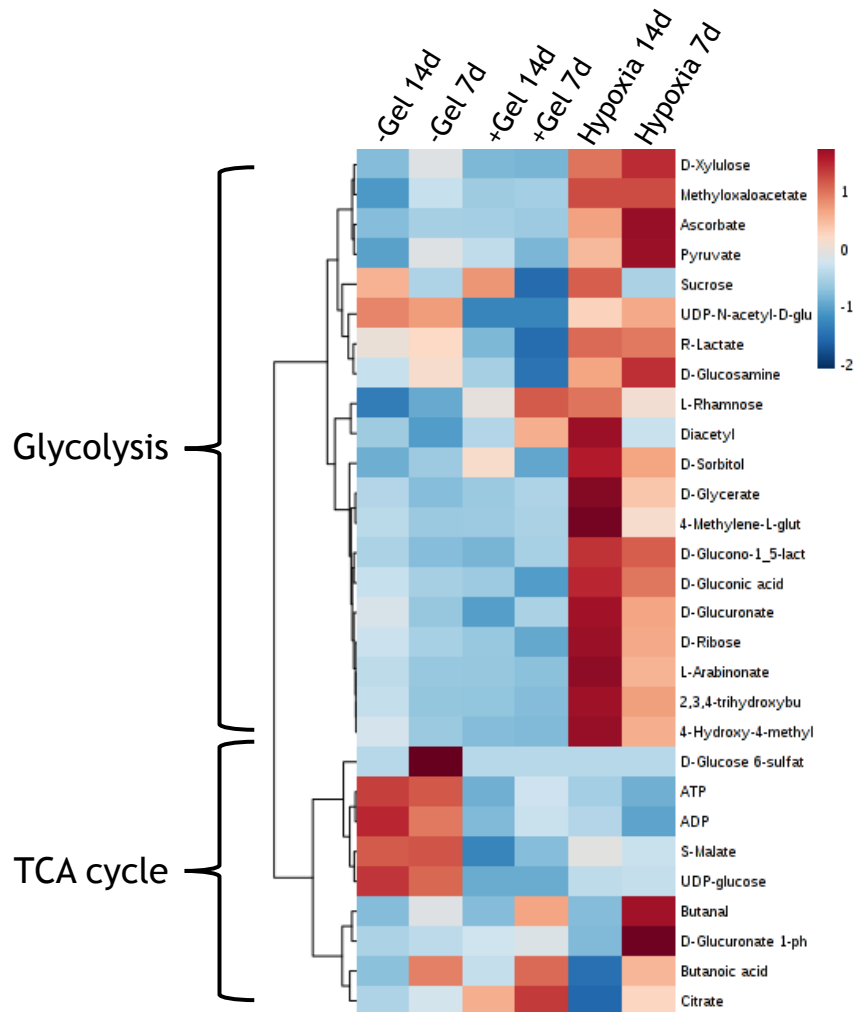 -Gel 14d
-Gel 7d
+Gel 14d
+Gel 7d
Hypoxia 14d
Hypoxia 7d
D-Xylulose
Methyloxaloacetate
Ascorbate
Pyruvate
Sucrose
UDP-N-acetyl-D-glu
R-Lactate
D-Glucosamine
L-Rhamnose
Diacetyl
D-Sorbitol
D-Glycerate
4-Methylene-L-glut
D-Glucono-1_5-lact
D-Gluconic acid
D-Glucuronate
D-Ribose
L-Arabinonate
2,3,4-trihydroxybu
4-Hydroxy-4-methyl
D-Glucose 6-sulfat
ATP
ADP
S-Malate
UDP-glucose
Butanal
D-Glucuronate 1-ph
Butanoic acid
Citrate
1
0
-1
-2
Glycolysis
TCA cycle